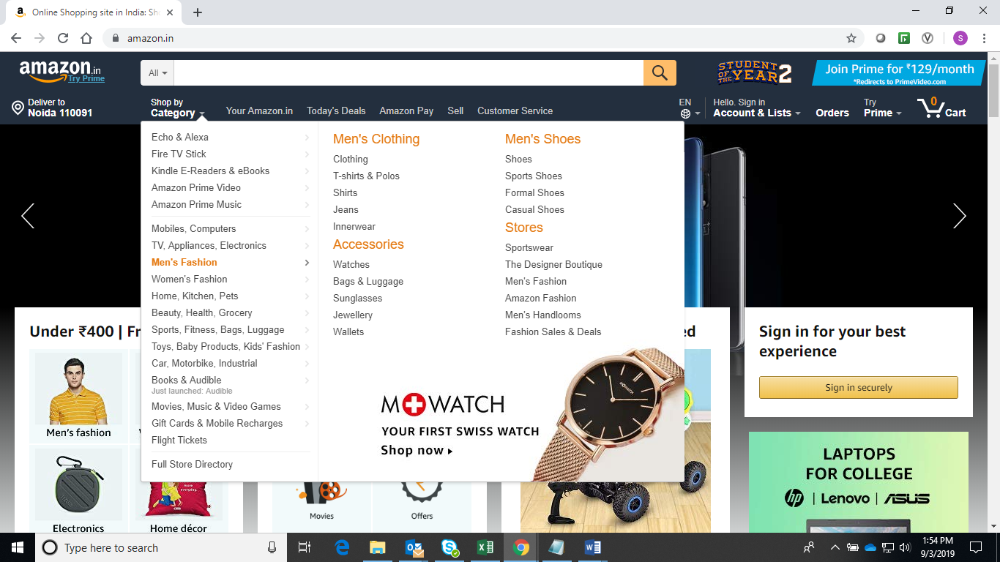 Online Shopping site in India: Sh
amazon.in
S
amazon.in
Try Prime
All
STUDENT OF THE YEAR 2
Join Prime for ₹129/month
*Redirects to PrimeVideo.com
Deliver to
Noida 110091
Shop by
Category
Your Amazon.in
Today's Deals
Amazon Pay
Sell
Customer Service
EN
Hello. Sign in
Account & Lists
Orders
Try
Prime
0
Cart
Echo & Alexa
Fire TV Stick
Kindle E-Readers & eBooks
Amazon Prime Video
Amazon Prime Music
Mobiles, Computers
TV, Appliances, Electronics
Men's Fashion
Women's Fashion
Home, Kitchen, Pets
Beauty, Health, Grocery
Sports, Fitness, Bags, Luggage
Toys, Baby Products, Kids' Fashion
Car, Motorbike, Industrial
Books & Audible
Just launched: Audible
Movies, Music & Video Games
Gift Cards & Mobile Recharges
Flight Tickets
Full Store Directory
Men's Clothing
Clothing
T-shirts & Polos
Shirts
Jeans
Innerwear
Accessories
Watches
Bags & Luggage
Sunglasses
Jewellery
Wallets
Men's Shoes
Shoes
Sports Shoes
Formal Shoes
Casual Shoes
Stores
Sportswear
The Designer Boutique
Men's Fashion
Amazon Fashion
Men's Handlooms
Fashion Sales & Deals
M+WATCH
YOUR FIRST SWISS WATCH
Shop now
M+WATCH
Under ₹400 | Fr
ed
Men's fashion
Electronics
more
everyday.
Home décor
Movies
Offers
Sign in for your best
experience
Sign in securely
LAPTOPS
FOR COLLEGE
hp | Lenovo | ASUS
Type here to search
1:54 PM
9/3/2019